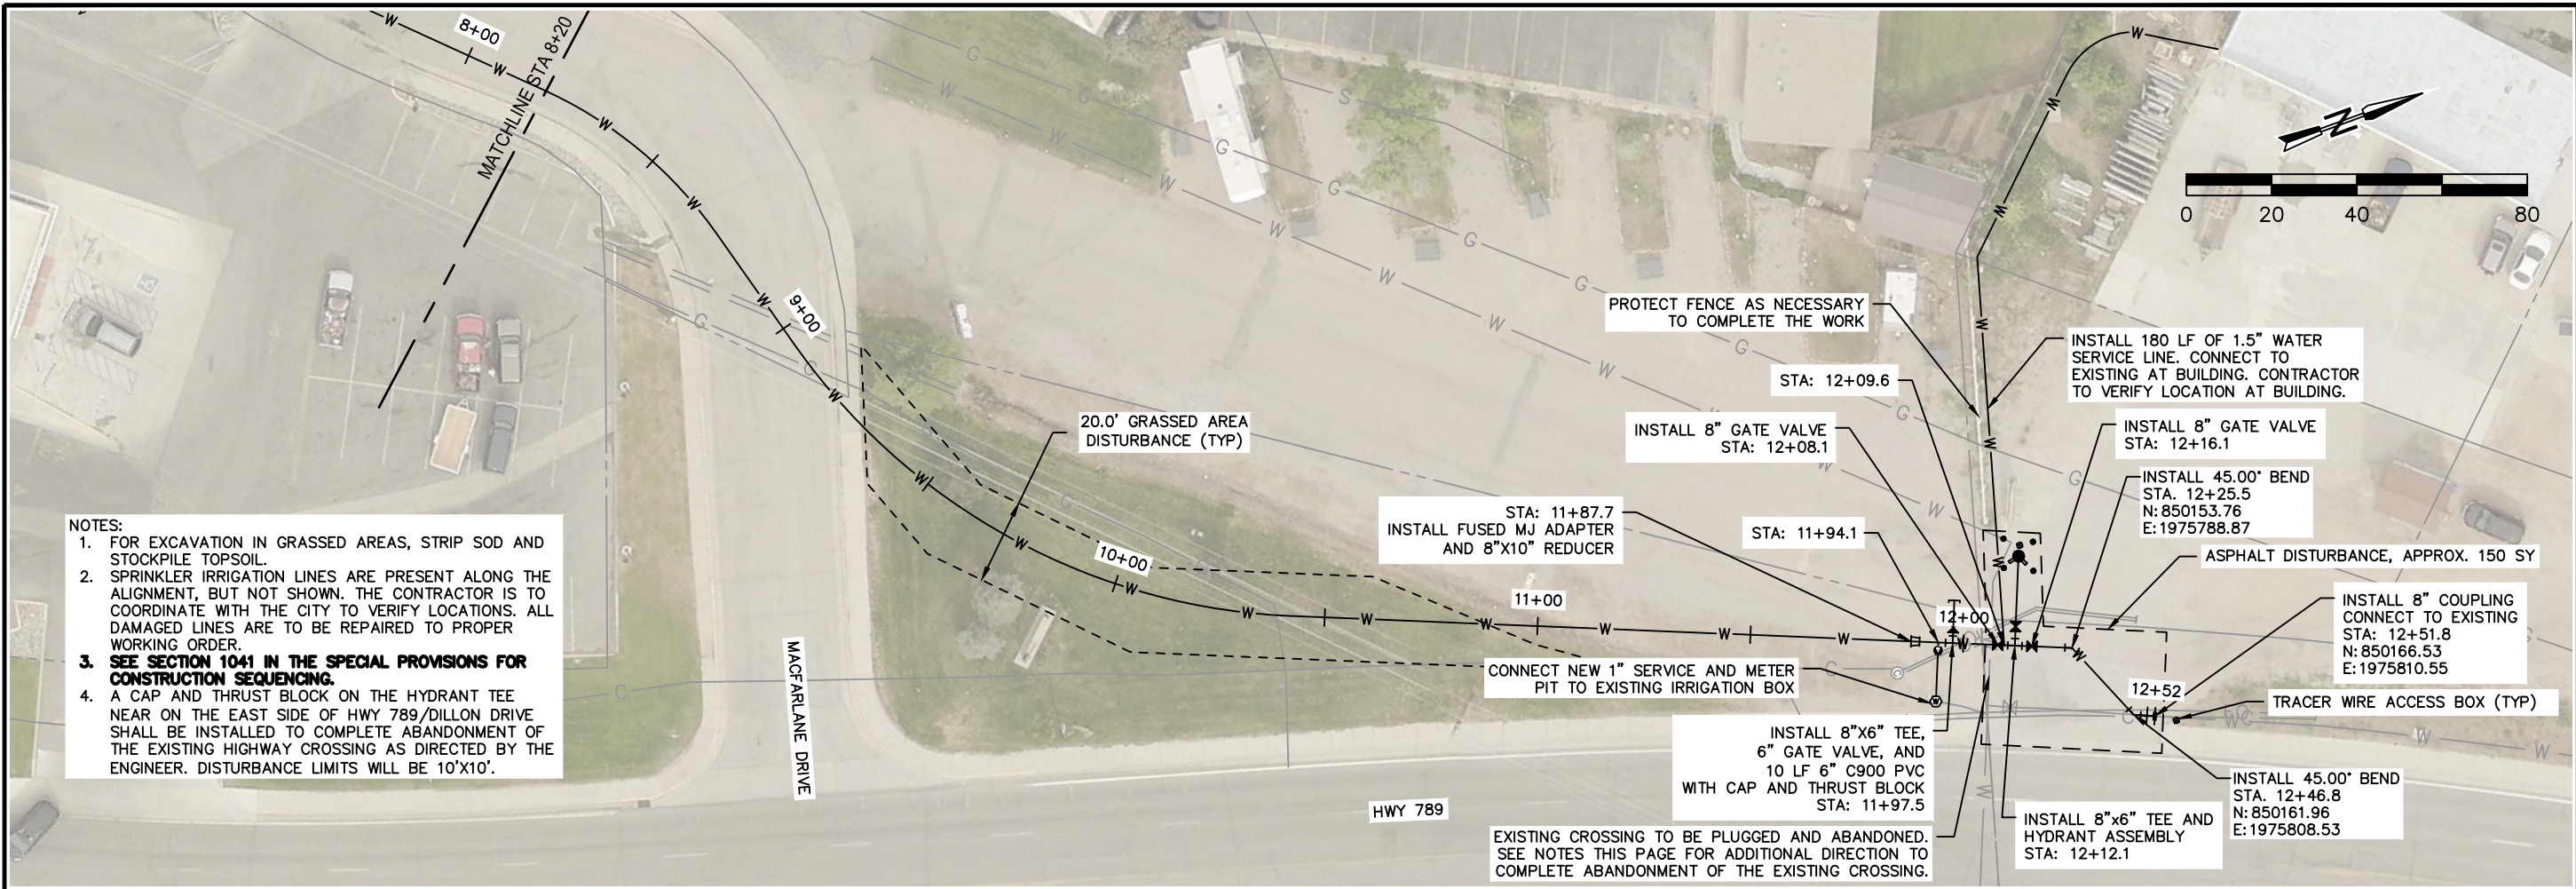 8+00
MATCHLINE STA 8+20
9+00
10+00
11+00
12+00
12+52
N
0 20 40 80
PROTECT FENCE AS NECESSARY
TO COMPLETE THE WORK
INSTALL 180 LF OF 1.5" WATER
SERVICE LINE. CONNECT TO
EXISTING AT BUILDING. CONTRACTOR
TO VERIFY LOCATION AT BUILDING.
STA: 12+09.6
INSTALL 8" GATE VALVE
STA: 12+08.1
INSTALL 8" GATE VALVE
STA: 12+16.1
20.0' GRASSED AREA
DISTURBANCE (TYP)
INSTALL 45.00° BEND
STA. 12+25.5
N:850153.76
E:1975788.87
STA: 11+87.7
INSTALL FUSED MJ ADAPTER
AND 8"X10" REDUCER
STA: 11+94.1
ASPHALT DISTURBANCE, APPROX. 150 SY
INSTALL 8" COUPLING
CONNECT TO EXISTING
STA: 12+51.8
N:850166.53
E:1975810.55
CONNECT NEW 1" SERVICE AND METER
PIT TO EXISTING IRRIGATION BOX
TRACER WIRE ACCESS BOX (TYP)
INSTALL 8"X6" TEE,
6" GATE VALVE, AND
10 LF 6" C900 PVC
WITH CAP AND THRUST BLOCK
STA: 11+97.5
INSTALL 45.00° BEND
STA. 12+46.8
N:850161.96
E:1975808.53
INSTALL 8"x6" TEE AND
HYDRANT ASSEMBLY
STA: 12+12.1
EXISTING CROSSING TO BE PLUGGED AND ABANDONED.
SEE NOTES THIS PAGE FOR ADDITIONAL DIRECTION TO
COMPLETE ABANDONMENT OF THE EXISTING CROSSING.
MACFARLANE DRIVE
HWY 789
NOTES:
1. FOR EXCAVATION IN GRASSED AREAS, STRIP SOD AND
STOCKPILE TOPSOIL.
2. SPRINKLER IRRIGATION LINES ARE PRESENT ALONG THE
ALIGNMENT, BUT NOT SHOWN. THE CONTRACTOR IS TO
COORDINATE WITH THE CITY TO VERIFY LOCATIONS. ALL
DAMAGED LINES ARE TO BE REPAIRED TO PROPER
WORKING ORDER.
3. SEE SECTION 1041 IN THE SPECIAL PROVISIONS FOR
CONSTRUCTION SEQUENCING.
4. A CAP AND THRUST BLOCK ON THE HYDRANT TEE
NEAR ON THE EAST SIDE OF HWY 789/DILLON DRIVE
SHALL BE INSTALLED TO COMPLETE ABANDONMENT OF
THE EXISTING HIGHWAY CROSSING AS DIRECTED BY THE
ENGINEER. DISTURBANCE LIMITS WILL BE 10'X10'.